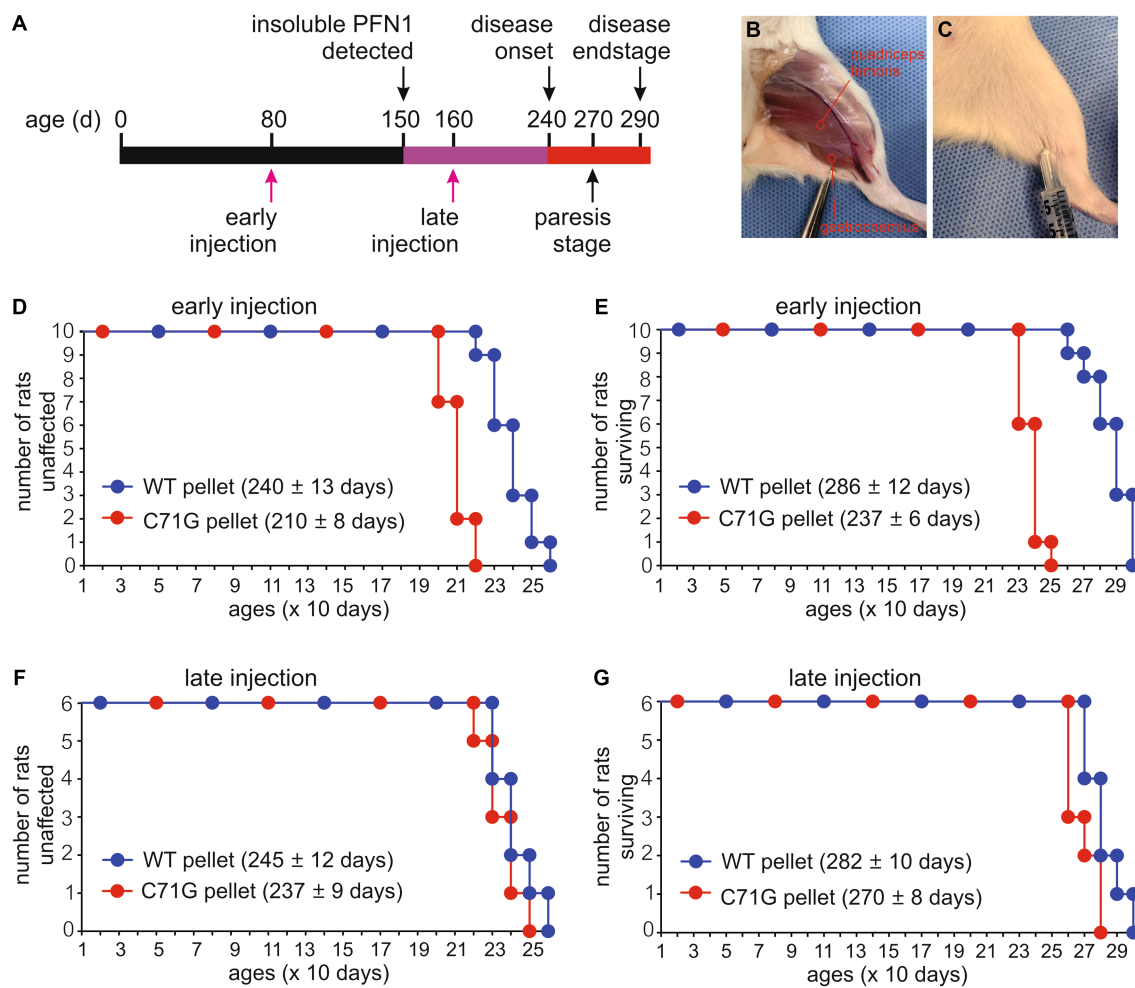 A
insoluble PFN1
detected
disease
onset
disease
endstage
age (d)
0 80 150 160 240 270 290
early
injection
late
injection
paresis
stage
B
quadriceps
femoris
gastrocnemius
C
5
D
early injection
number of rats
unaffected
10
9
8
7
6
5
4
3
2
1
0
WT pellet (240 ± 13 days)
C71G pellet (210 ± 8 days)
1 3 5 7 9 11 13 15 17 19 21 23 25
ages (x 10 days)
E
early injection
number of rats
surviving
10
9
8
7
6
5
4
3
2
1
0
WT pellet (286 ± 12 days)
C71G pellet (237 ± 6 days)
1 3 5 7 9 11 13 15 17 19 21 23 25 27 29
ages (x 10 days)
F
late injection
number of rats
unaffected
6
5
4
3
2
1
0
WT pellet (245 ± 12 days)
C71G pellet (237 ± 9 days)
1 3 5 7 9 11 13 15 17 19 21 23 25
ages (x 10 days)
G
late injection
number of rats
surviving
6
5
4
3
2
1
0
WT pellet (282 ± 10 days)
C71G pellet (270 ± 8 days)
1 3 5 7 9 11 13 15 17 19 21 23 25 27 29
ages (x 10 days)